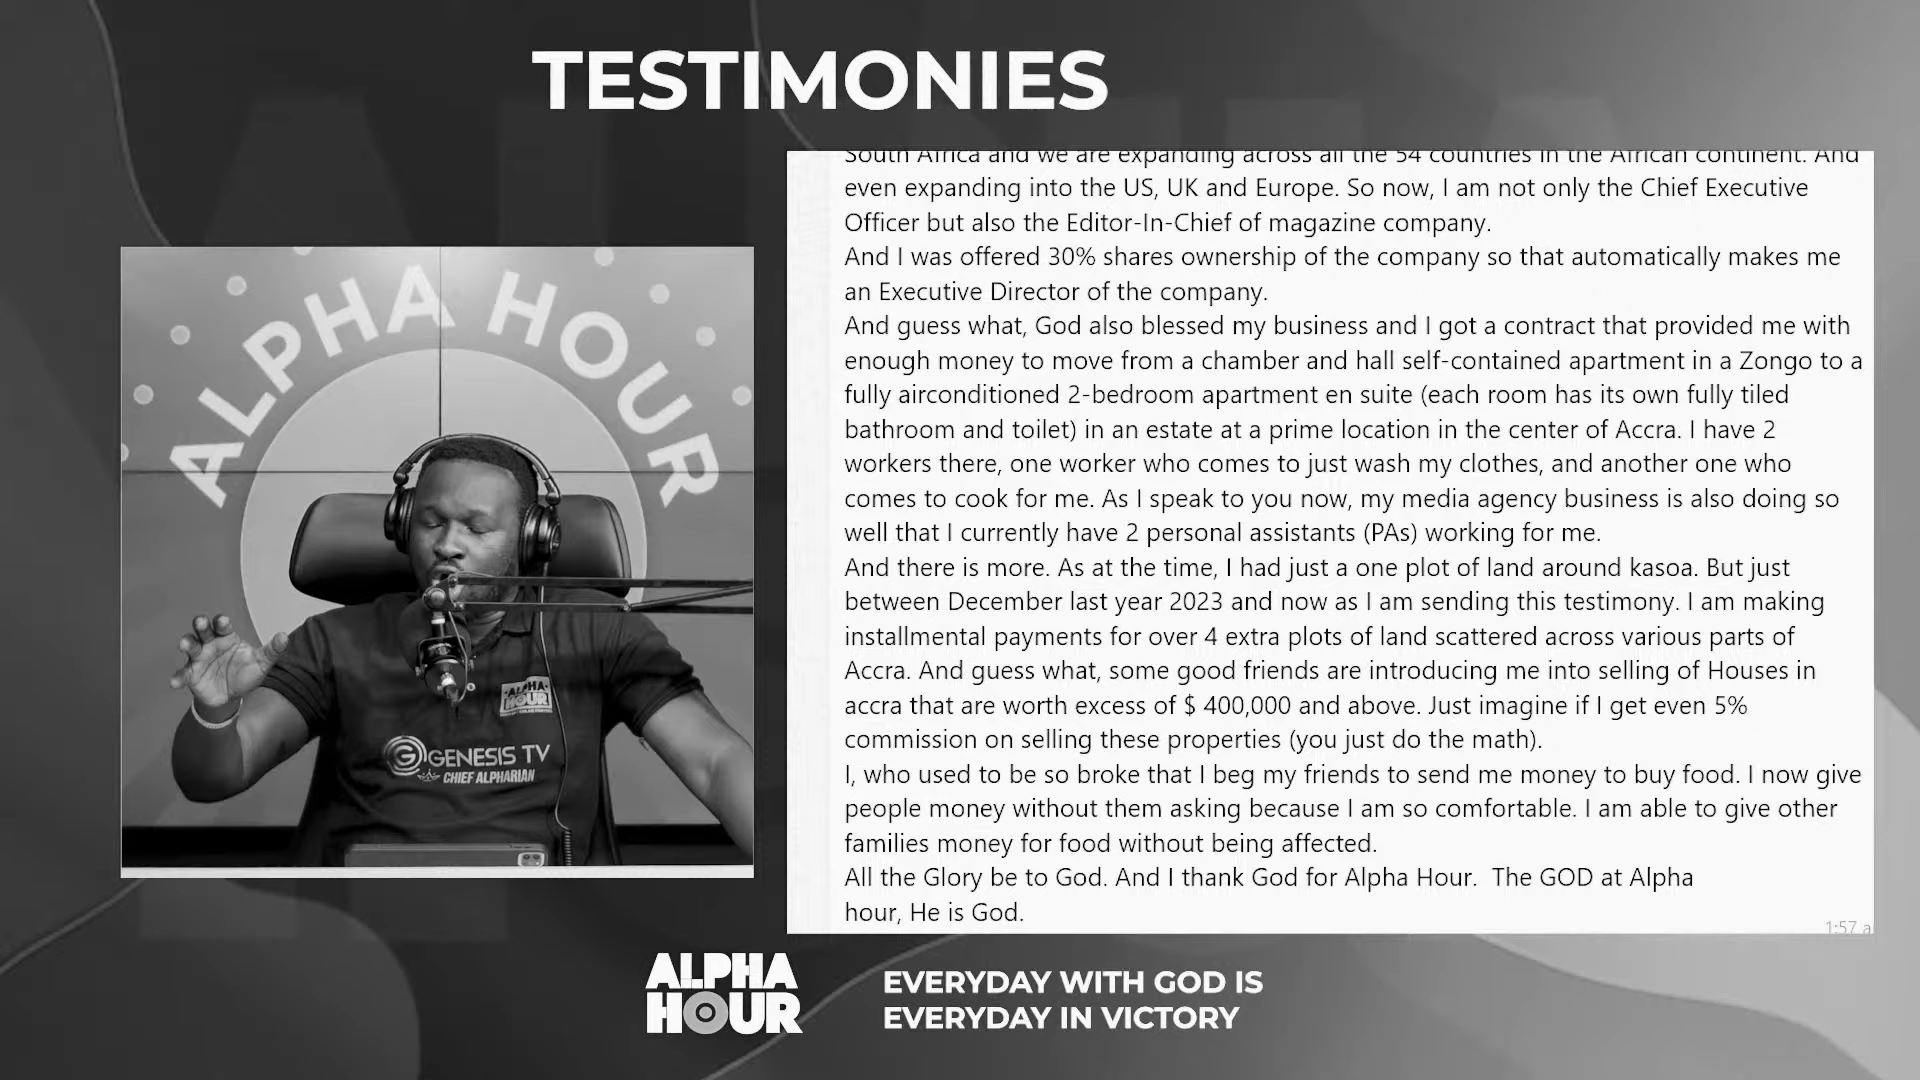 TESTIMONIES
South Africa and we are expanding across all the 54 countries in the African continent. And
even expanding into the US, UK and Europe. So now, I am not only the Chief Executive
Officer but also the Editor-In-Chief of magazine company.
And I was offered 30% shares ownership of the company so that automatically makes me
an Executive Director of the company.
And guess what, God also blessed my business and I got a contract that provided me with
enough money to move from a chamber and hall self-contained apartment in a Zongo to a
fully airconditioned 2-bedroom apartment en suite (each room has its own fully tiled
bathroom and toilet) in an estate at a prime location in the center of Accra. I have 2
workers there, one worker who comes to just wash my clothes, and another one who
comes to cook for me. As I speak to you now, my media agency business is also doing so
well that I currently have 2 personal assistants (PAs) working for me.
And there is more. As at the time, I had just a one plot of land around kasoa. But just
between December last year 2023 and now as I am sending this testimony. I am making
installmental payments for over 4 extra plots of land scattered across various parts of
Accra. And guess what, some good friends are introducing me into selling of Houses in
accra that are worth excess of $ 400,000 and above. Just imagine if I get even 5%
commission on selling these properties (you just do the math).
I, who used to be so broke that I beg my friends to send me money to buy food. I now give
people money without them asking because I am so comfortable. I am able to give other
families money for food without being affected.
All the Glory be to God. And I thank God for Alpha Hour. The GOD at Alpha
hour, He is God.
1:57 a
ALPHA HOUR
ALPHA
HOUR
GENESIS TV
CHIEF ALPHARIAN
ALPHA
HOUR
EVERYDAY WITH GOD IS
EVERYDAY IN VICTORY